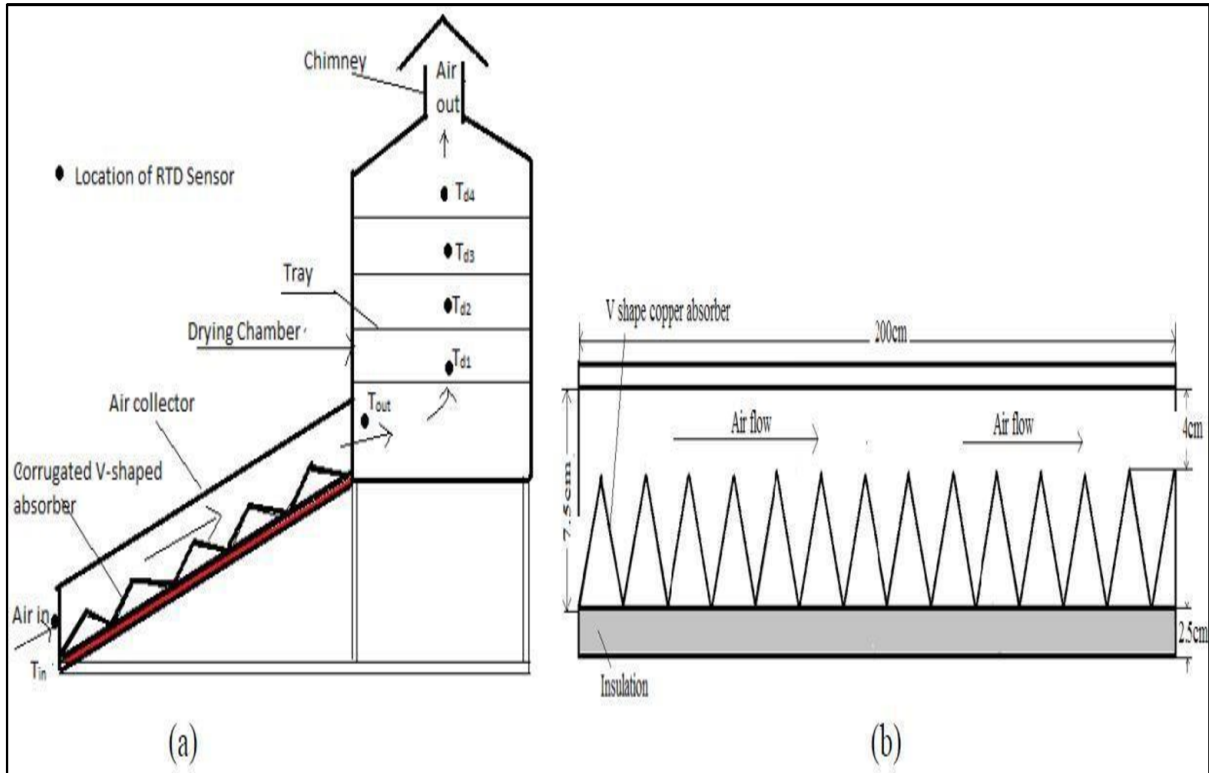 Chimney
Air
out
Location of RTD Sensor
Td4
Td3
Tray
Td2
Drying Chamber
Td1
Tout
Air collector
Corrugated V-shaped
absorber
Air in
Tin
(a)
V shape copper absorber
200cm
Air flow
Air flow
4cm
7.5cm
2.5cm
Insulation
(b)